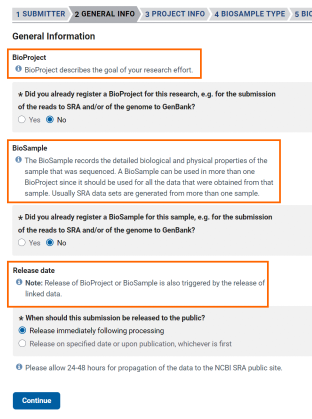 1 SUBMITTER 2 GENERAL INFO 3 PROJECT INFO 4 BIOSAMPLE TYPE 5 BIO
General Information
BioProject
BioProject describes the goal of your research effort.
* Did you already register a BioProject for this research, e.g. for the submission
of the reads to SRA and/or of the genome to GenBank?
Yes No
BioSample
The BioSample records the detailed biological and physical properties of the
sample that was sequenced. A BioSample can be used in more than one
BioProject since it should be used for all the data that were obtained from that
sample. Usually SRA data sets are generated from more than one sample.
* Did you already register a BioSample for this sample, e.g. for the submission
of the reads to SRA and/or of the genome to GenBank?
Yes No
Release date
Note: Release of BioProject or BioSample is also triggered by the release of
linked data.
* When should this submission be released to the public?
Release immediately following processing
Release on specified date or upon publication, whichever is first
Please allow 24-48 hours for propagation of the data to the NCBI SRA public site.
Continue